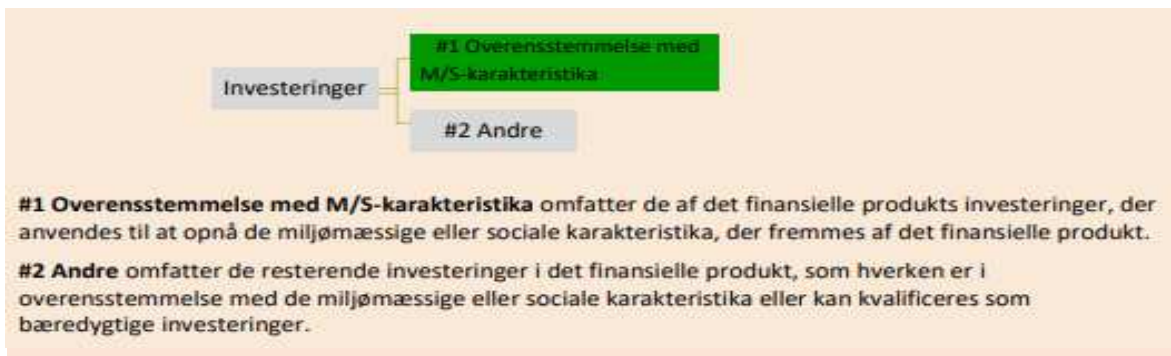 #1 Overensstemmelse med
M/S-karakteristika
Investeringer
#2 Andre
#1 Overensstemmelse med M/S-karakteristika omfatter de af det finansielle produkts investeringer, der
anvendes til at opnå de miljømæssige eller sociale karakteristika, der fremmes af det finansielle produkt.
#2 Andre omfatter de resterende investeringer i det finansielle produkt, som hverken er i
overensstemmelse med de miljømæssige eller sociale karakteristika eller kan kvalificeres som
bæredygtige investeringer.